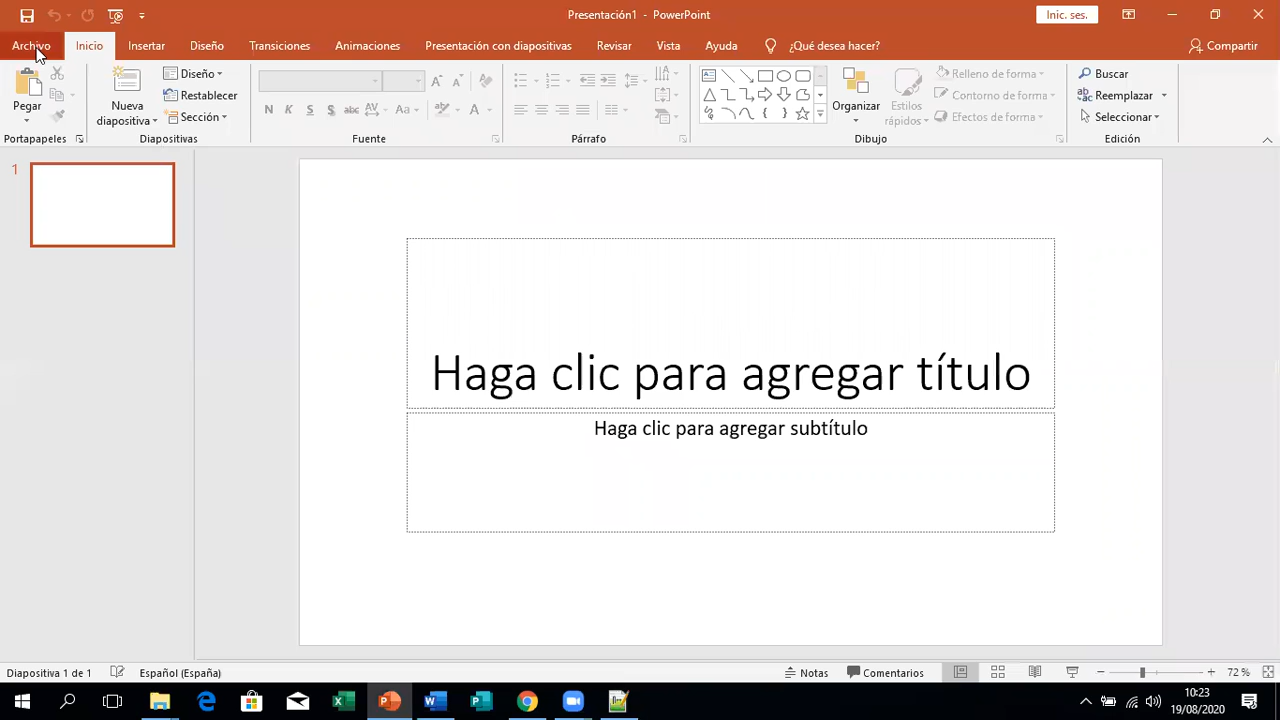 Presentación1 - PowerPoint
Inic. ses.
Archivo Inicio Insertar Diseño Transiciones Animaciones Presentación con diapositivas Revisar Vista Ayuda ¿Qué desea hacer? Compartir
Pegar
Portapapeles
Nueva diapositiva
Diseño
Restablecer
Sección
Diapositivas
N K S S abc AV Aa A
Fuente
Párrafo
Organizar
Estilos rápidos
Relleno de forma
Contorno de forma
Efectos de forma
Dibujo
Buscar
Reemplazar
Seleccionar
Edición
1
Haga clic para agregar título
Haga clic para agregar subtítulo
Diapositiva 1 de 1 Español (España) Notas Comentarios 72 %
10:23
19/08/2020